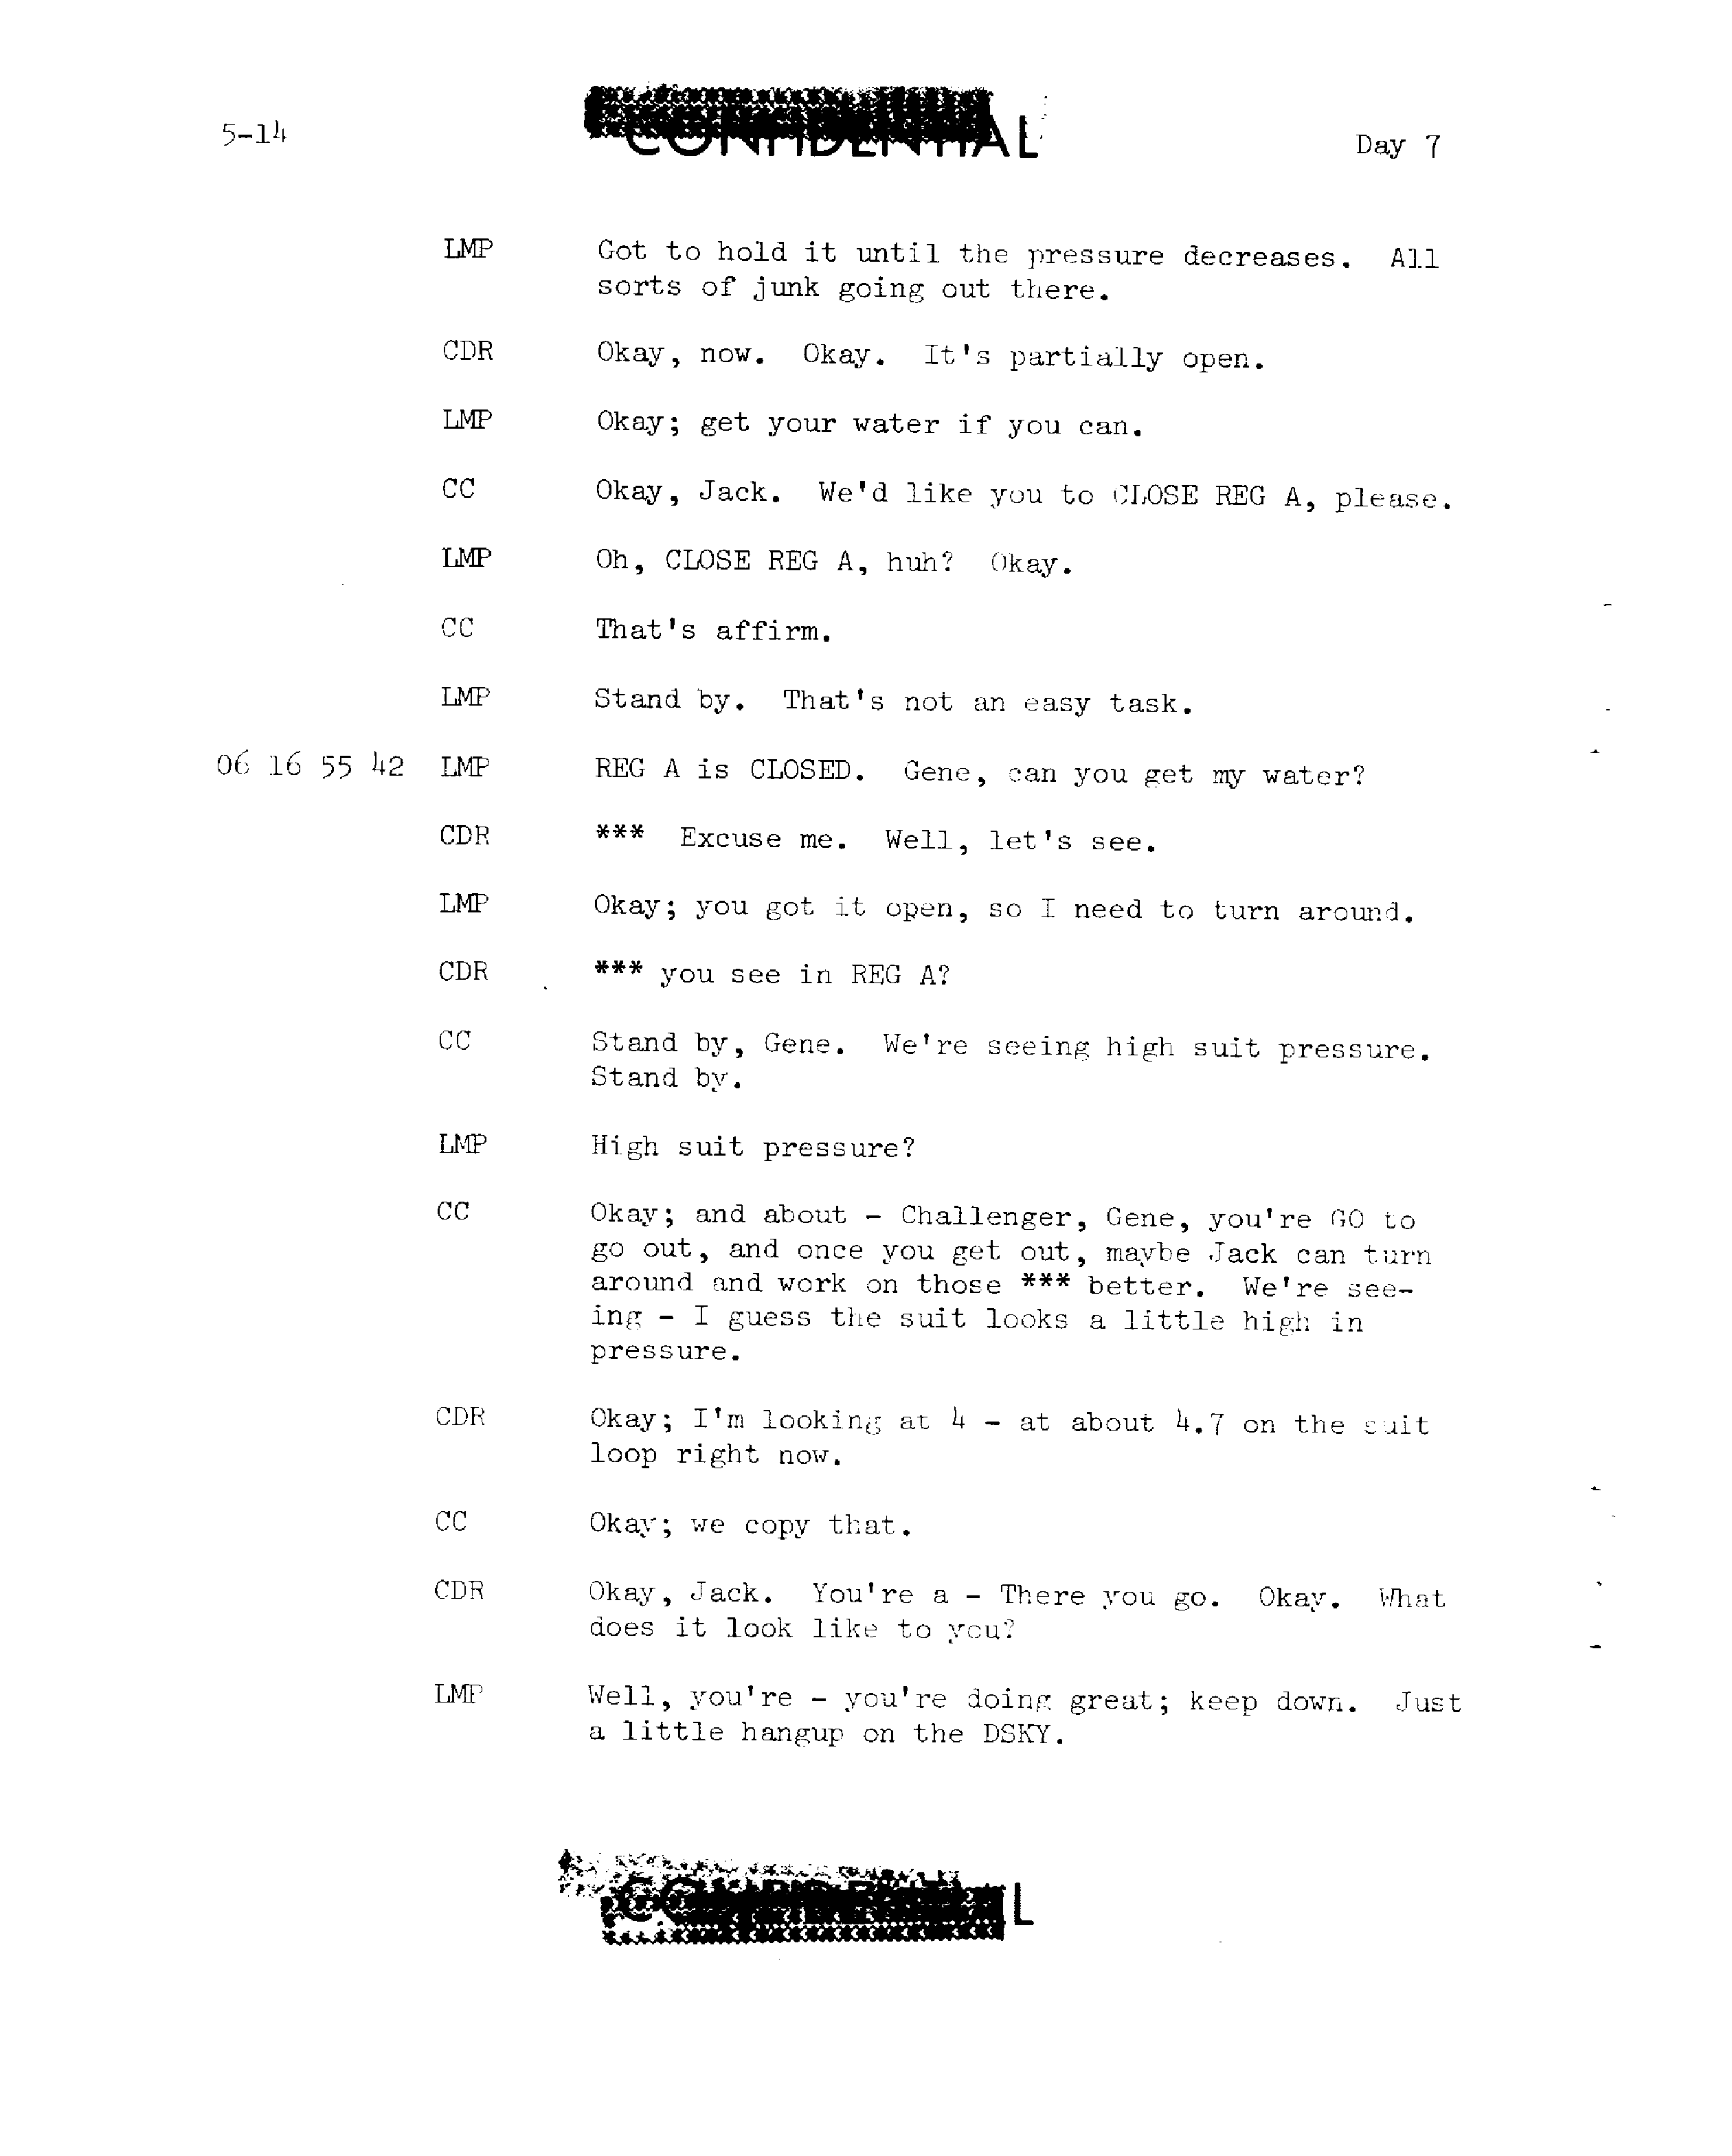 5-14
CONFIDENTIAL
Day 7
LMP Got to hold it until the pressure decreases. All
sorts of junk going out there.
CDR Okay, now. Okay. It's partially open.
LMP Okay; get your water if you can.
CC Okay, Jack. We'd like you to CLOSE REG A, please.
LMP Oh, CLOSE REG A, huh? Okay.
CC That's affirm.
LMP Stand by. That's not an easy task.
06 16 55 42 LMP REG A is CLOSED. Gene, can you get my water?
CDR *** Excuse me. Well, let's see.
LMP Okay; you got it open, so I need to turn around.
CDR *** you see in REG A?
CC Stand by, Gene. We're seeing high suit pressure.
Stand by.
LMP High suit pressure?
CC Okay; and about - Challenger, Gene, you're GO to
go out, and once you get out, maybe Jack can turn
around and work on those *** better. We're see-
ing - I guess the suit looks a little high in
pressure.
CDR Okay; I'm looking at 4 - at about 4.7 on the suit
loop right now.
CC Okay; we copy that.
CDR Okay, Jack. You're a - There you go. Okay. What
does it look like to you?
LMP Well, you're - you're doing great; keep down. Just
a little hangup on the DSKY.
CONFIDENTIAL